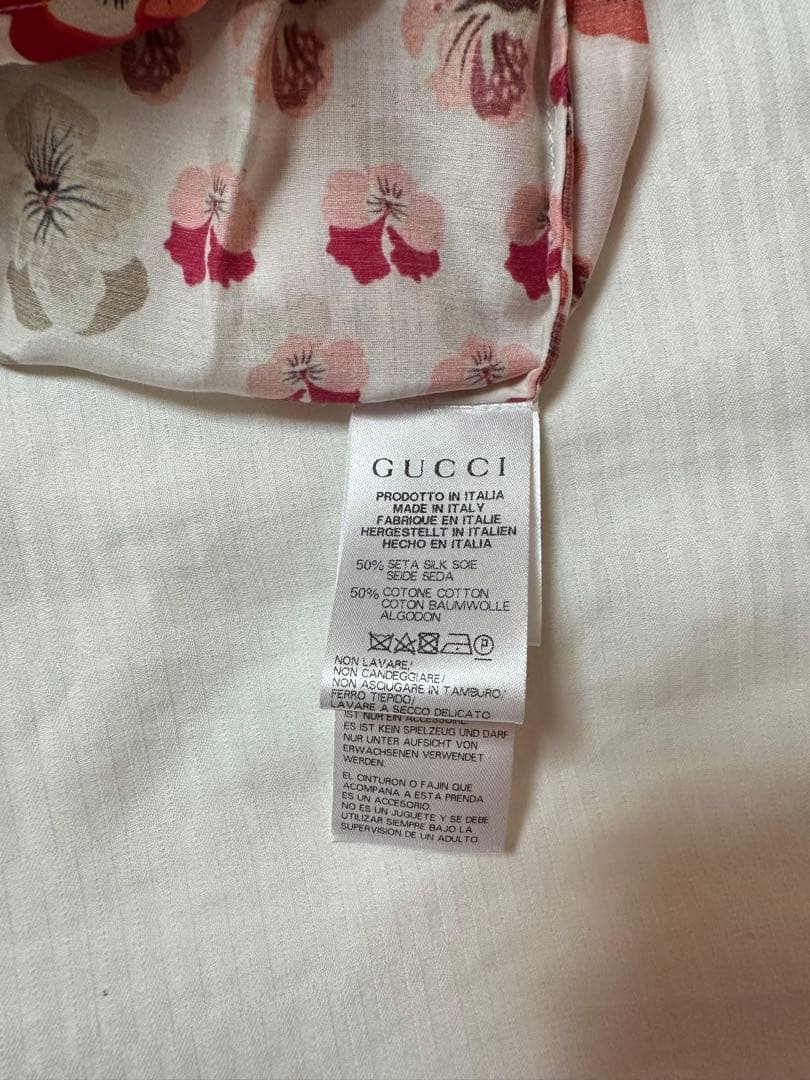 GUCCI
PRODOTTO IN ITALIA
MADE IN ITALY
FABRIQUE EN ITALIE
HERGESTELLT IN ITALIEN
HECHO EN ITALIA
50% SETA SILK SOIE
SEIDE SEDA
50% COTONE COTTON
COTON BAUMWOLLE
ALGODON
P
NON LAVARE/
NON CANDEGGIARE/
NON ASCIUGARE IN TAMBURO/
FERRO TIEPIDO/
LAVARE A SECCO DELICATO
IST NUR EIN ACCESSOIRE
ES IST KEIN SPIELZEUG UND DARF
NUR UNTER AUFSICHT VON
ERWACHSENEN VERWENDET
WERDEN.
EL CINTURON O FAJIN QUE
ACOMPANA A ESTA PRENDA
ES UN ACCESORIO.
NO ES UN JUGUETE Y SE DEBE
UTILIZAR SIEMPRE BAJO LA
SUPERVISION DE UN ADULTO.